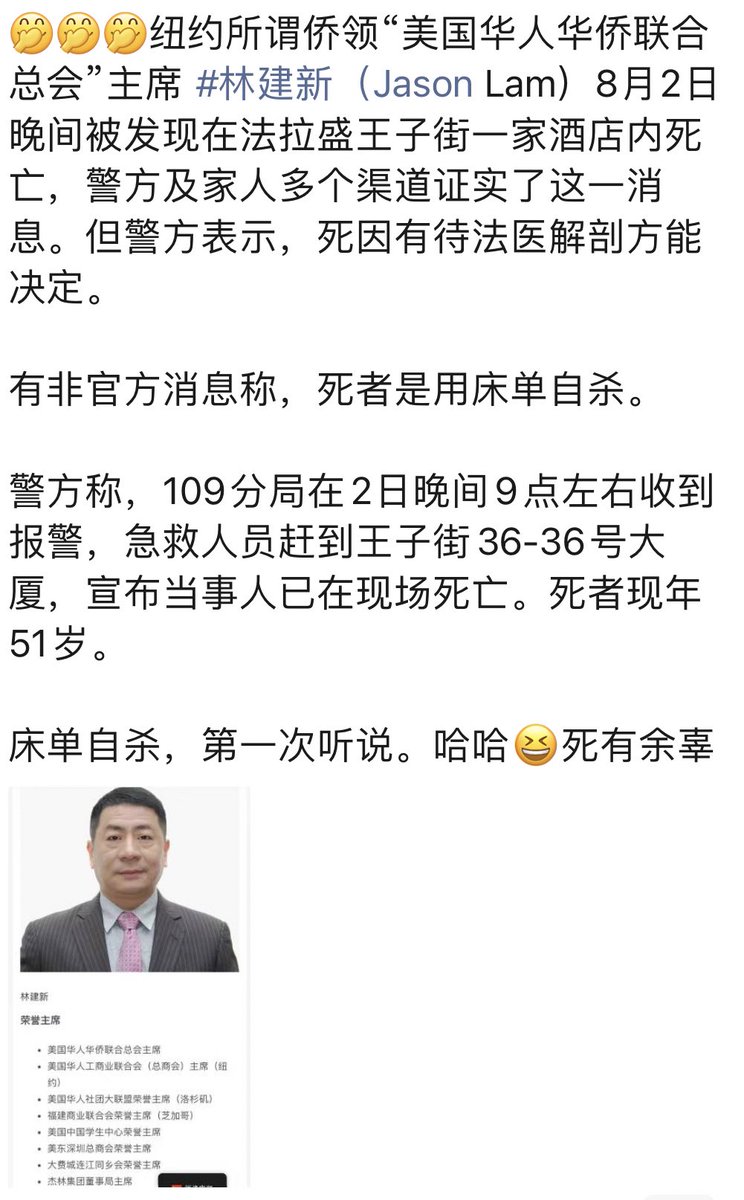 🤭🤭🤭纽约所谓侨领“美国华人华侨联合
总会”主席 #林建新（Jason Lam）8月2日
晚间被发现在法拉盛王子街一家酒店内死
亡，警方及家人多个渠道证实了这一消
息。但警方表示，死因有待法医解剖方能
决定。
有非官方消息称，死者是用床单自杀。
警方称，109分局在2日晚间9点左右收到
报警，急救人员赶到王子街36-36号大
厦，宣布当事人已在现场死亡。死者现年
51岁。
床单自杀，第一次听说。哈哈😆死有余辜
林建新
荣誉主席
• 美国华人华侨联合总会主席
• 美国华人工商业联合会（总商会）主席（纽
约）
• 美国华人社团大联盟荣誉主席（洛杉矶）
• 福建商业联合会荣誉主席（芝加哥）
• 美国中国学生中心荣誉主席
• 美东深圳总商会荣誉主席
• 大费城连江同乡会荣誉主席
• 杰林集团董事局主席